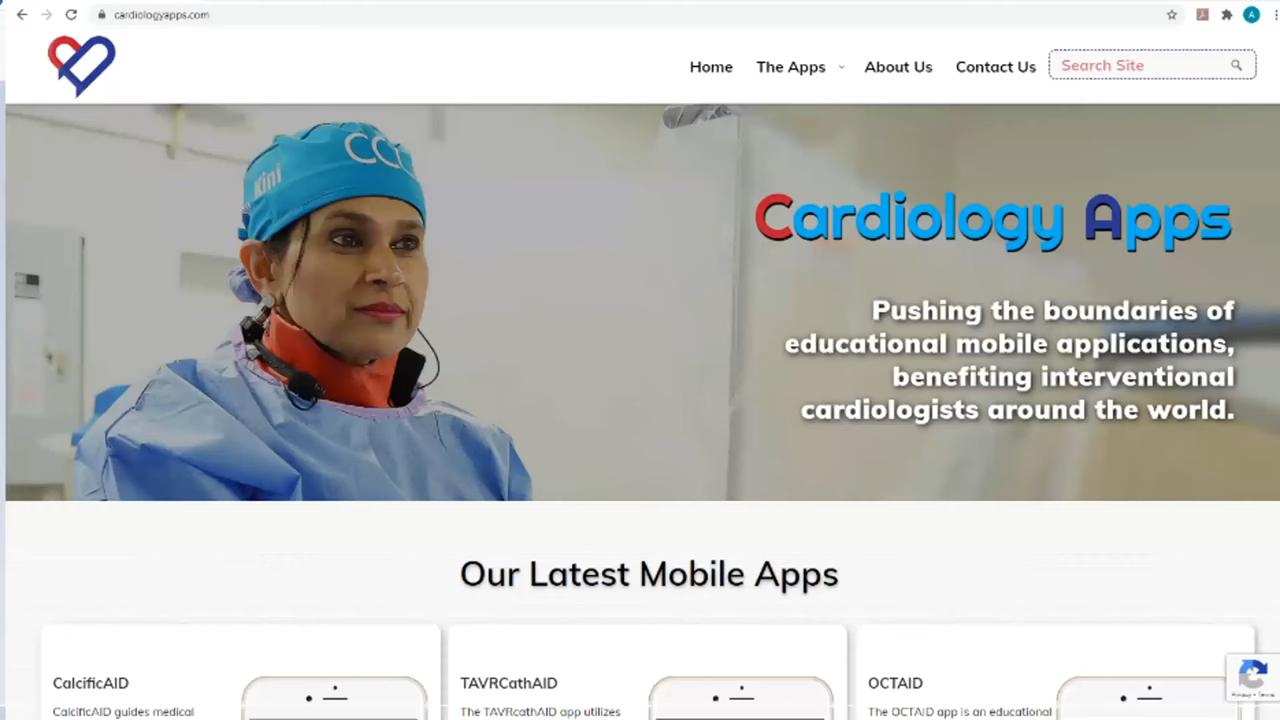 cardiologyapps.com
Home
The Apps
About Us
Contact Us
Search Site
Kini
Cardiology Apps
Pushing the boundaries of
educational mobile applications,
benefiting interventional
cardiologists around the world.
Our Latest Mobile Apps
CalcificAID
CalcificAID guides medical
TAVRCathAID
The TAVRcathAID app utilizes
OCTAID
The OCTAID app is an educational
Privacy - Terms
A